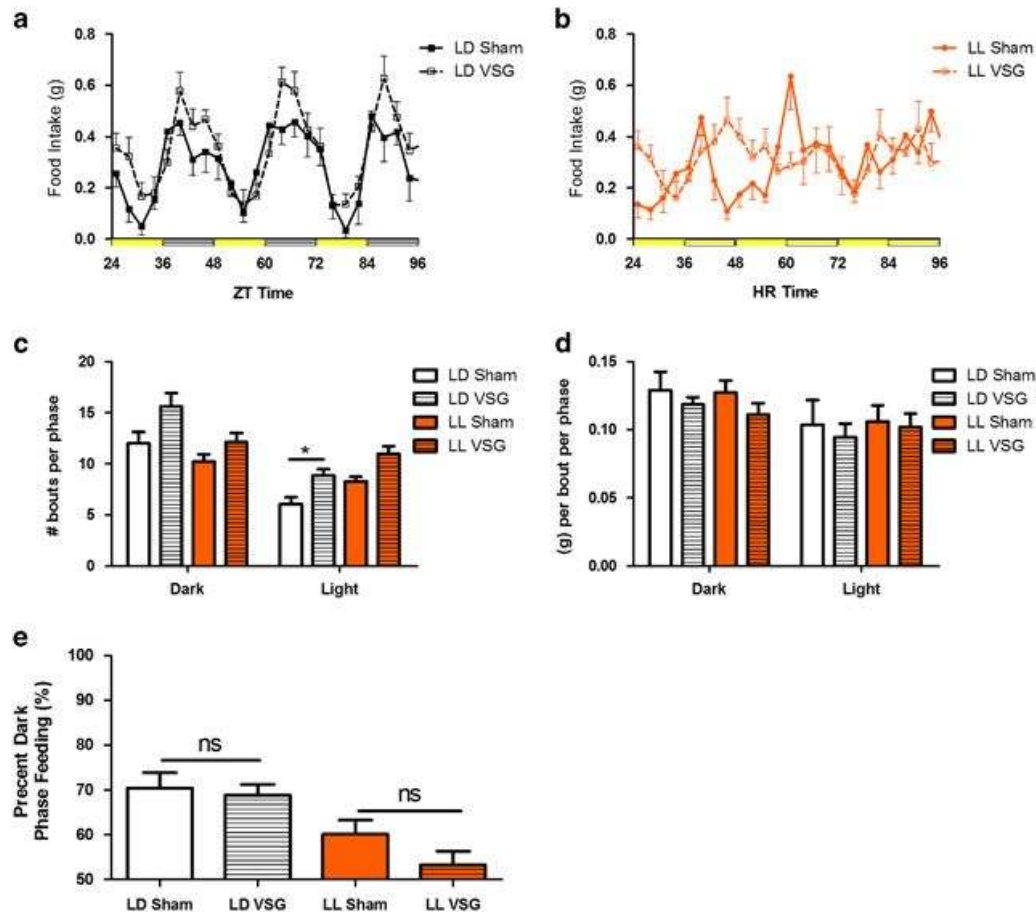 a
0.8
0.6
0.4
0.2
0.0
Food Intake (g)
24 36 48 60 72 84 96
ZT Time
LD Sham
LD VSG
b
0.8
0.6
0.4
0.2
0.0
Food Intake (g)
24 36 48 60 72 84 96
HR Time
LL Sham
LL VSG
c
20
15
10
5
0
# bouts per phase
*
Dark Light
LD Sham
LD VSG
LL Sham
LL VSG
d
0.15
0.10
0.05
0.00
(g) per bout per phase
Dark Light
LD Sham
LD VSG
LL Sham
LL VSG
e
100
90
80
70
60
50
Precent Dark
Phase Feeding (%)
ns
ns
LD Sham LD VSG LL Sham LL VSG